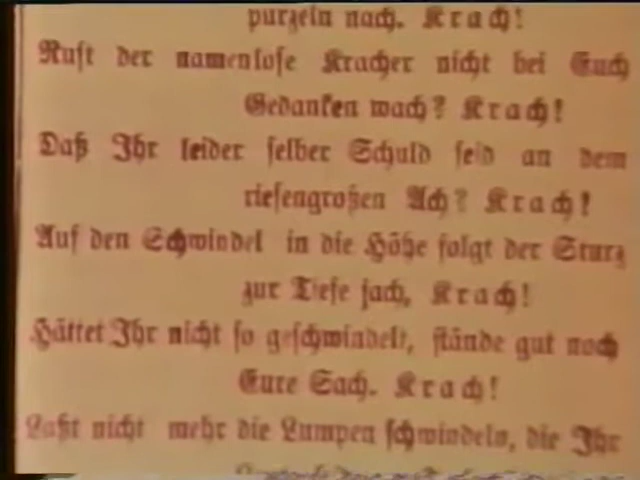 purzeln nach. Krach!
Ruft der namenlose Kracher nicht bei Euch
Gedanken wach? Krach!
Daß Ihr leider selber Schuld seid an dem
riesengroßen Ach? Krach!
Auf den Schwindel in die Höhe folgt der Sturz
zur Tiefe jach, Krach!
Hättet Ihr nicht so geschwindelt, stände gut noch
Eure Sach. Krach!
Laßt nicht mehr die Lumpen schwindeln, die Ihr